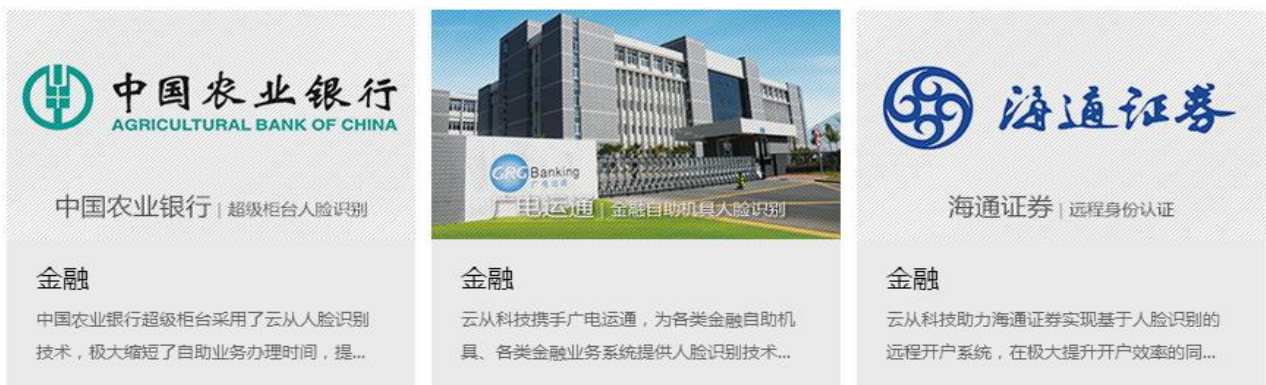 中国农业银行
AGRICULTURAL BANK OF CHINA
中国农业银行 | 超级柜台人脸识别
金融
中国农业银行超级柜台采用了云从人脸识别
技术，极大缩短了自助业务办理时间，提...
GRG Banking
广电运通
广电运通 | 金融自助机具人脸识别
金融
云从科技携手广电运通，为各类金融自助机
具、各类金融业务系统提供人脸识别技术...
海通证券
海通证券 | 远程身份认证
金融
云从科技助力海通证券实现基于人脸识别的
远程开户系统，在极大提升开户效率的同...